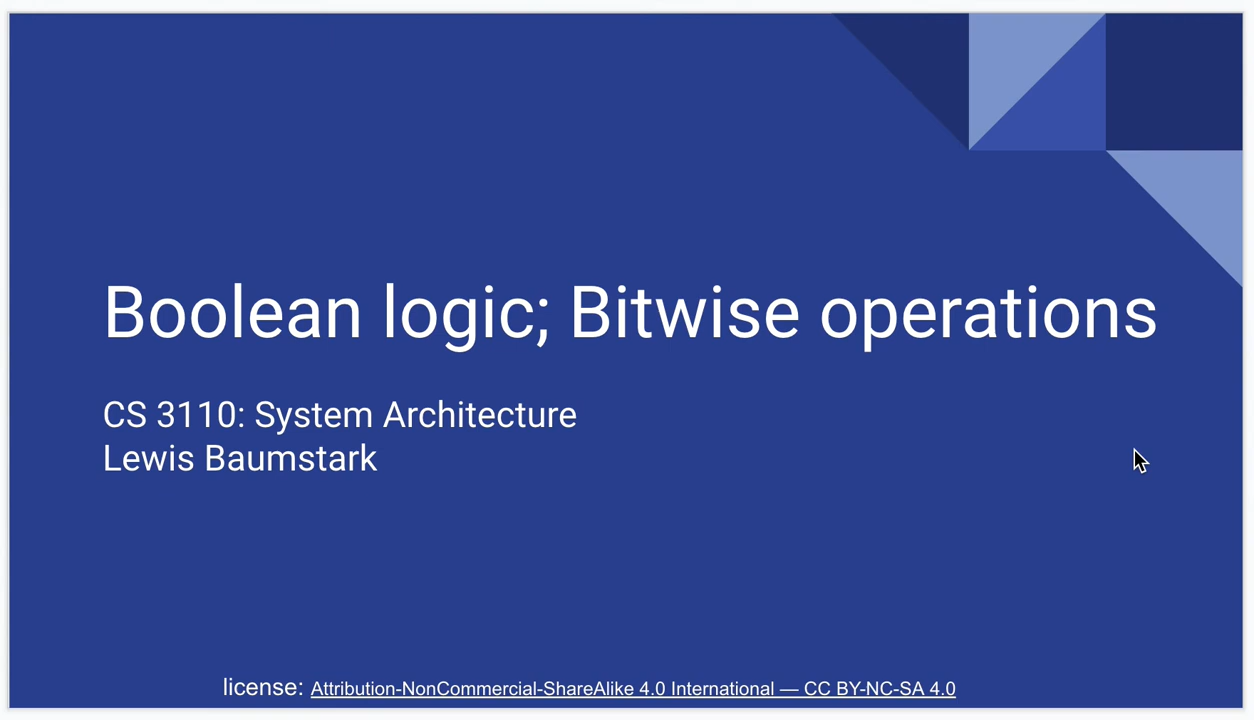 Boolean logic; Bitwise operations
CS 3110: System Architecture
Lewis Baumstark
license: Attribution-NonCommercial-ShareAlike 4.0 International — CC BY-NC-SA 4.0